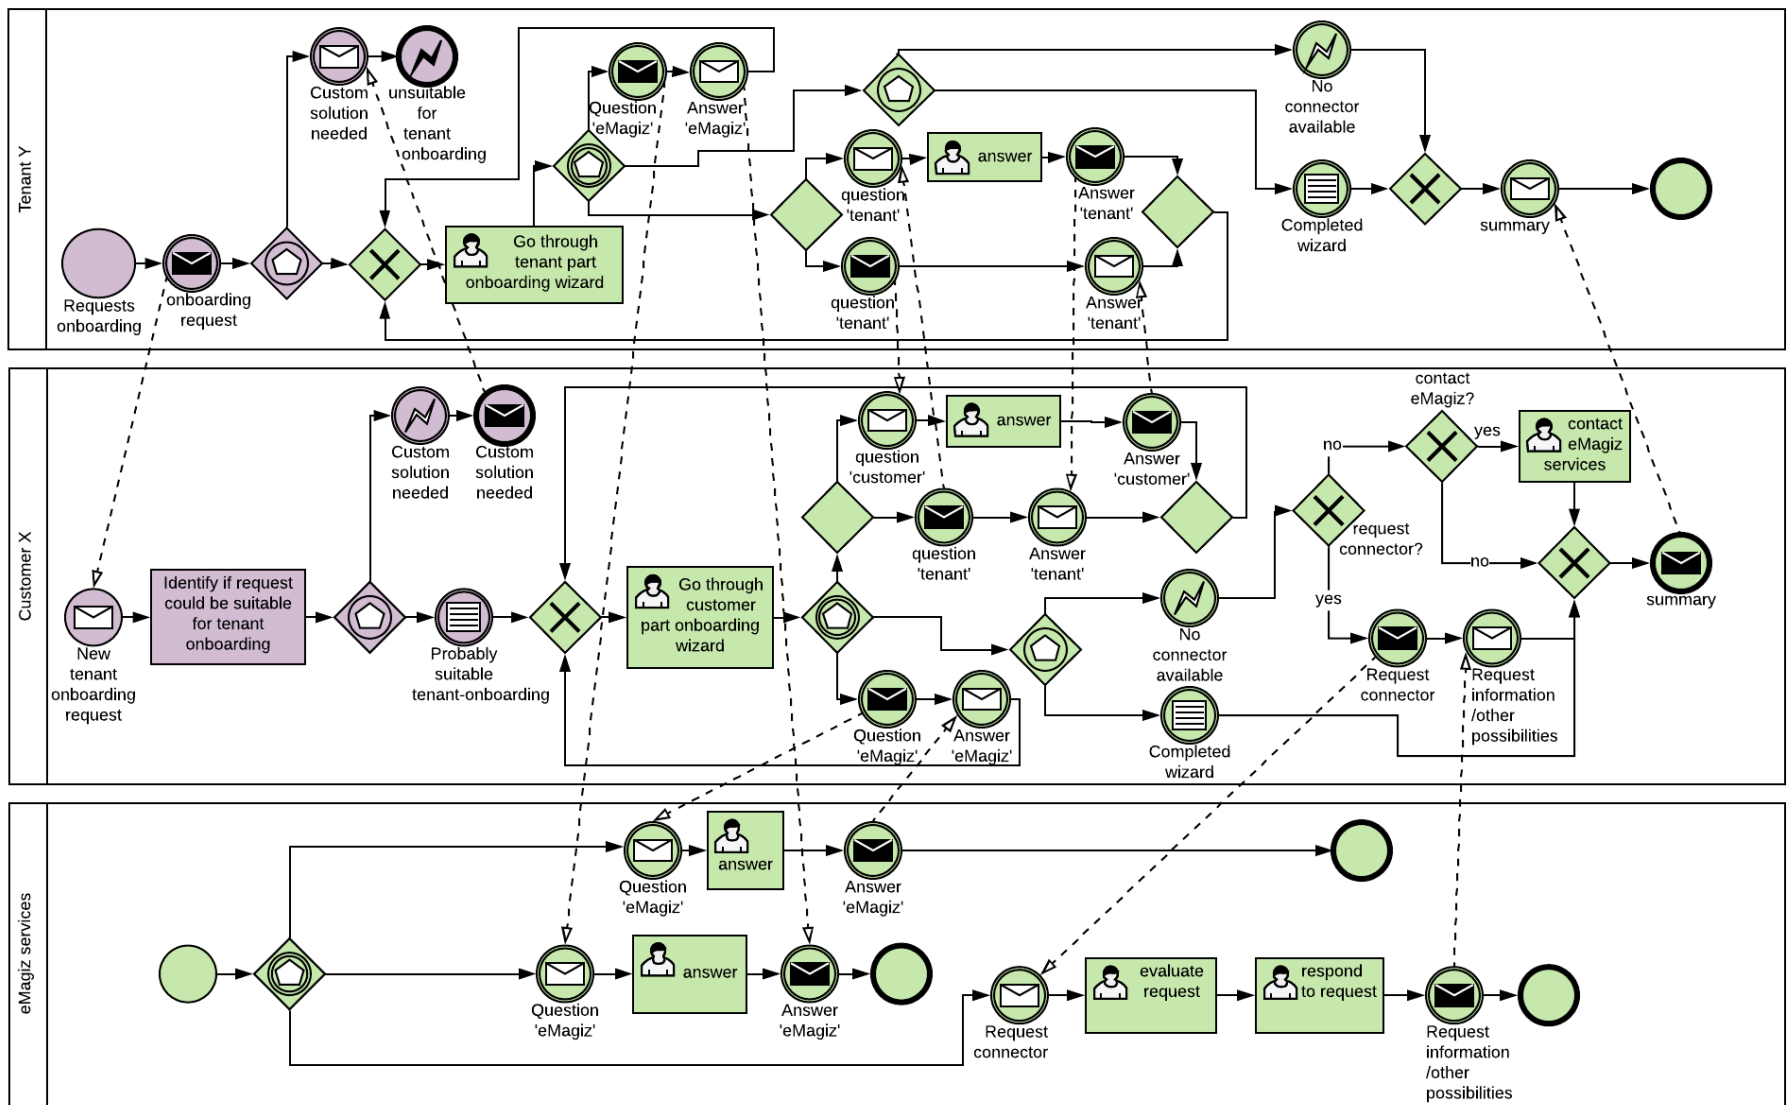 Tenant Y
Custom
solution
needed
unsuitable
for
tenant
onboarding
Question
'eMagiz'
Answer
'eMagiz'
No
connector
available
question
'tenant'
answer
Answer
'tenant'
Completed
wizard
summary
Requests
onboarding
onboarding
request
Go through
tenant part
onboarding wizard
question
'tenant'
Answer
'tenant'
Customer X
Custom
solution
needed
Custom
solution
needed
question
'customer'
answer
Answer
'customer'
contact
eMagiz?
no
yes
contact
eMagiz
services
question
'tenant'
Answer
'tenant'
request
connector?
no
yes
summary
New
tenant
onboarding
request
Identify if request
could be suitable
for tenant
onboarding
Probably
suitable
tenant-onboarding
Go through
customer
part onboarding
wizard
No
connector
available
Request
connector
Request
information
/other
possibilities
Question
'eMagiz'
Answer
'eMagiz'
Completed
wizard
eMagiz services
Question
'eMagiz'
answer
Answer
'eMagiz'
Question
'eMagiz'
answer
Answer
'eMagiz'
Request
connector
evaluate
request
respond
to request
Request
information
/other
possibilities